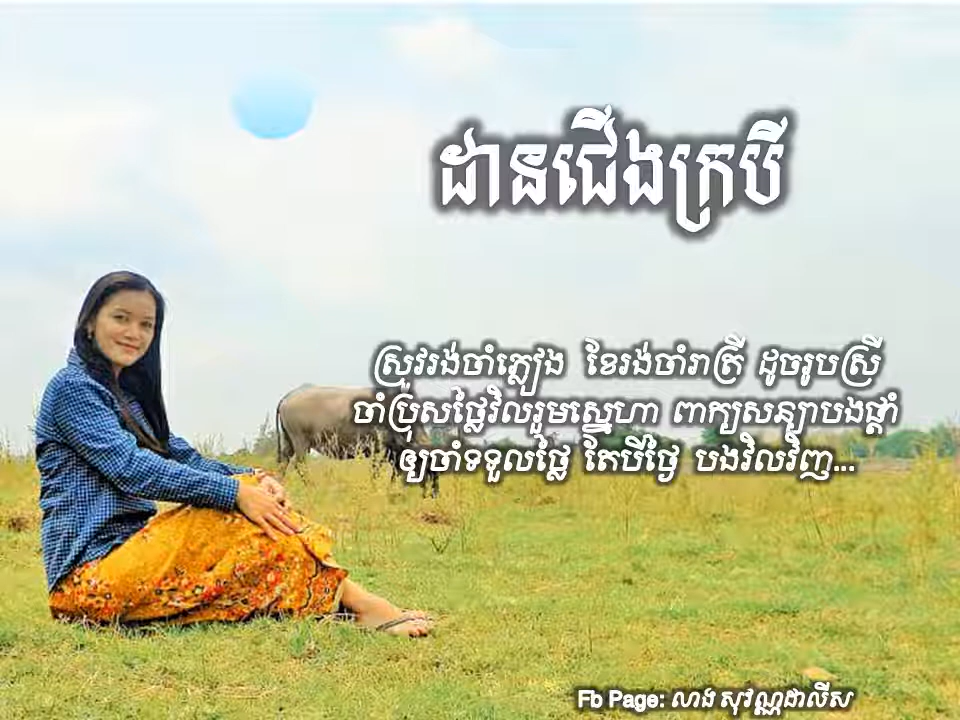 ដានជើងក្របី
ស្រូវរង់ចាំភ្លៀង ខែរង់ចាំរាត្រី ដូចរូបស្រី
ចាំប្រុសថ្លៃវិលរួមស្នេហា ពាក្យសន្យាបងផ្ដាំ
ឲ្យចាំទទួលថ្លៃ តែបីថ្ងៃ បងវិលវិញ...
Fb Page: លាង សុវណ្ណដាលីស